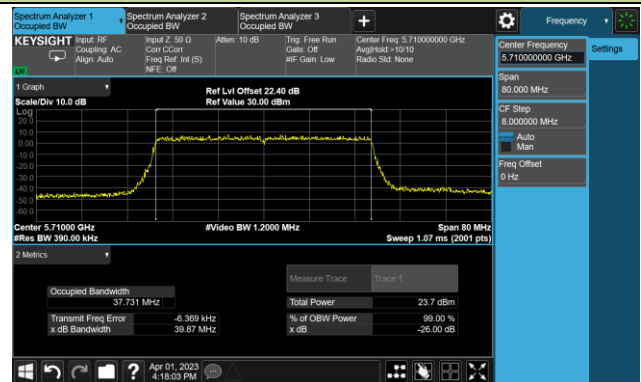 Spectrum Analyzer 1
Occupied BW
Spectrum Analyzer 2
Occupied BW
Spectrum Analyzer 3
Occupied BW
+
Frequency
KEYSIGHT
Input: RF
Coupling: AC
Align: Auto
Input Z: 50 Ω
Corr CCorr
Freq Ref: Int (S)
NFE: Off
Atten: 10 dB
Trig: Free Run
Gate: Off
#IF Gain: Low
Center Freq: 5.710000000 GHz
Avg|Hold:>10/10
Radio Std: None
Center Frequency
5.710000000 GHz
Settings
Span
80.000 MHz
CF Step
8.000000 MHz
Auto
Man
Freq Offset
0 Hz
1 Graph
Scale/Div 10.0 dB
Ref Lvl Offset 22.40 dB
Ref Value 30.00 dBm
Log
20.0
10.0
0.00
-10.0
-20.0
-30.0
-40.0
-50.0
-60.0
Center 5.71000 GHz
#Res BW 390.00 kHz
#Video BW 1.2000 MHz
Span 80 MHz
Sweep 1.07 ms (2001 pts)
2 Metrics
Measure Trace
Trace 1
Occupied Bandwidth
37.731 MHz
Total Power
23.7 dBm
Transmit Freq Error
-6.369 kHz
% of OBW Power
99.00 %
x dB Bandwidth
39.87 MHz
x dB
-26.00 dB
?
Apr 01, 2023
4:18:03 PM